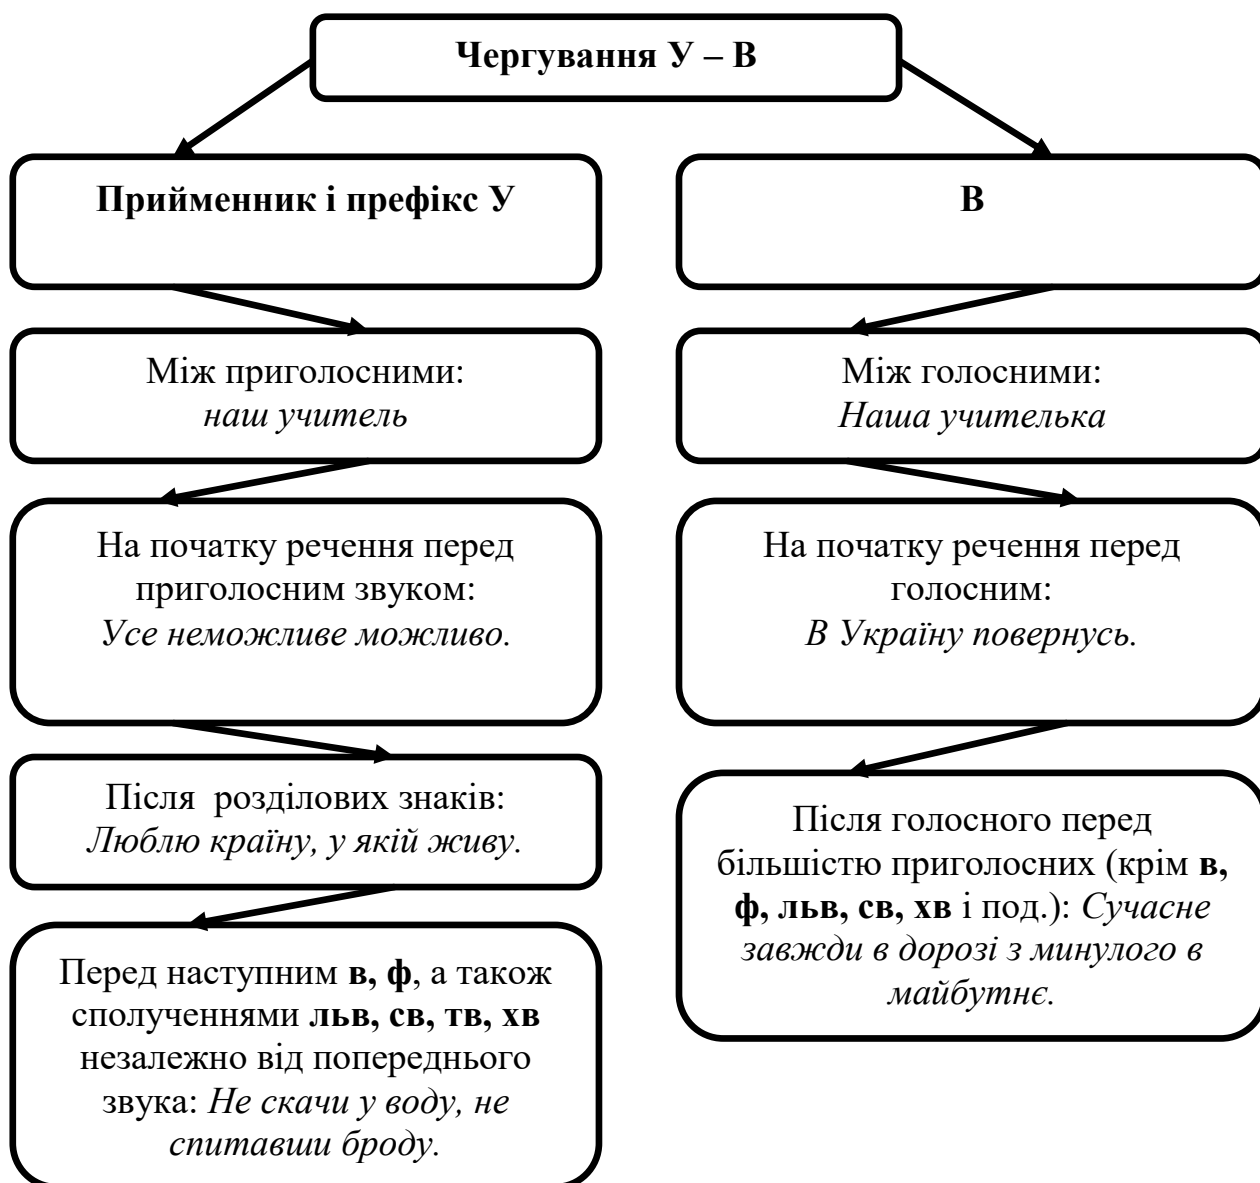 Чергування У – В
Прийменник і префікс У
В
Між приголосними:
наш учитель
Між голосними:
Наша учителька
На початку речення перед
приголосним звуком:
Усе неможливе можливо.
На початку речення перед
голосним:
В Україну повернусь.
Після розділових знаків:
Люблю країну, у якій живу.
Після голосного перед
більшістю приголосних (крім в,
ф, льв, св, хв і под.): Сучасне
завжди в дорозі з минулого в
майбутнє.
Перед наступним в, ф, а також
сполученнями льв, св, тв, хв
незалежно від попереднього
звука: Не скачи у воду, не
спитавши броду.